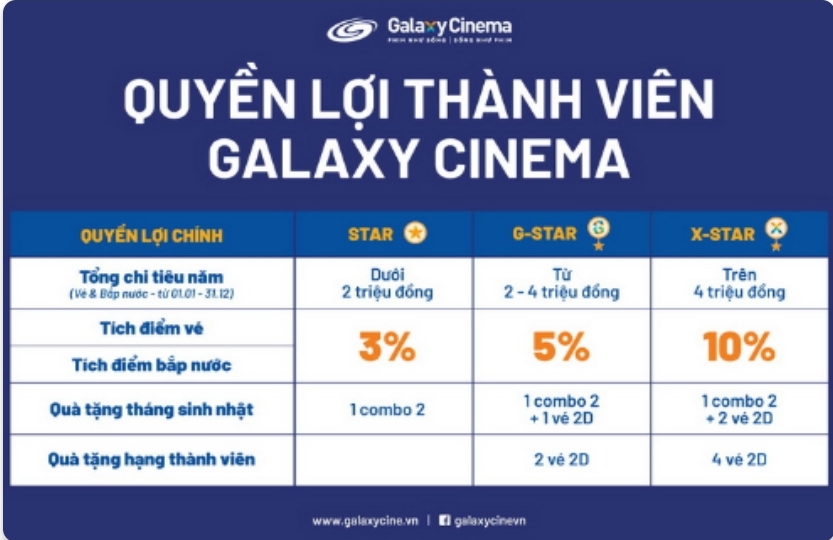 Galaxy Cinema
PHIM NHƯ SỐNG | SỐNG NHƯ PHIM
QUYỀN LỢI THÀNH VIÊN
GALAXY CINEMA
QUYỀN LỢI CHÍNH
STAR
G-STAR
X-STAR
Tổng chi tiêu năm
(Vé & Bắp nước - từ 01.01 - 31.12)
Dưới
2 triệu đồng
Từ
2 - 4 triệu đồng
Trên
4 triệu đồng
Tích điểm vé
Tích điểm bắp nước
3%
5%
10%
Quà tặng tháng sinh nhật
1 combo 2
1 combo 2
+ 1 vé 2D
1 combo 2
+ 2 vé 2D
Quà tặng hạng thành viên
2 vé 2D
4 vé 2D
www.galaxycine.vn | galaxycinevn